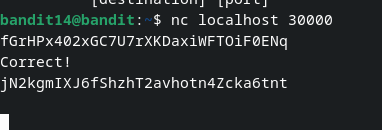 [destination] [port]
bandit14@bandit:~$ nc localhost 30000
fGrHPx402xGC7U7rXKDaxiWFTOiF0ENq
Correct!
jN2kgmIXJ6fShzhT2avhotn4Zcka6tnt